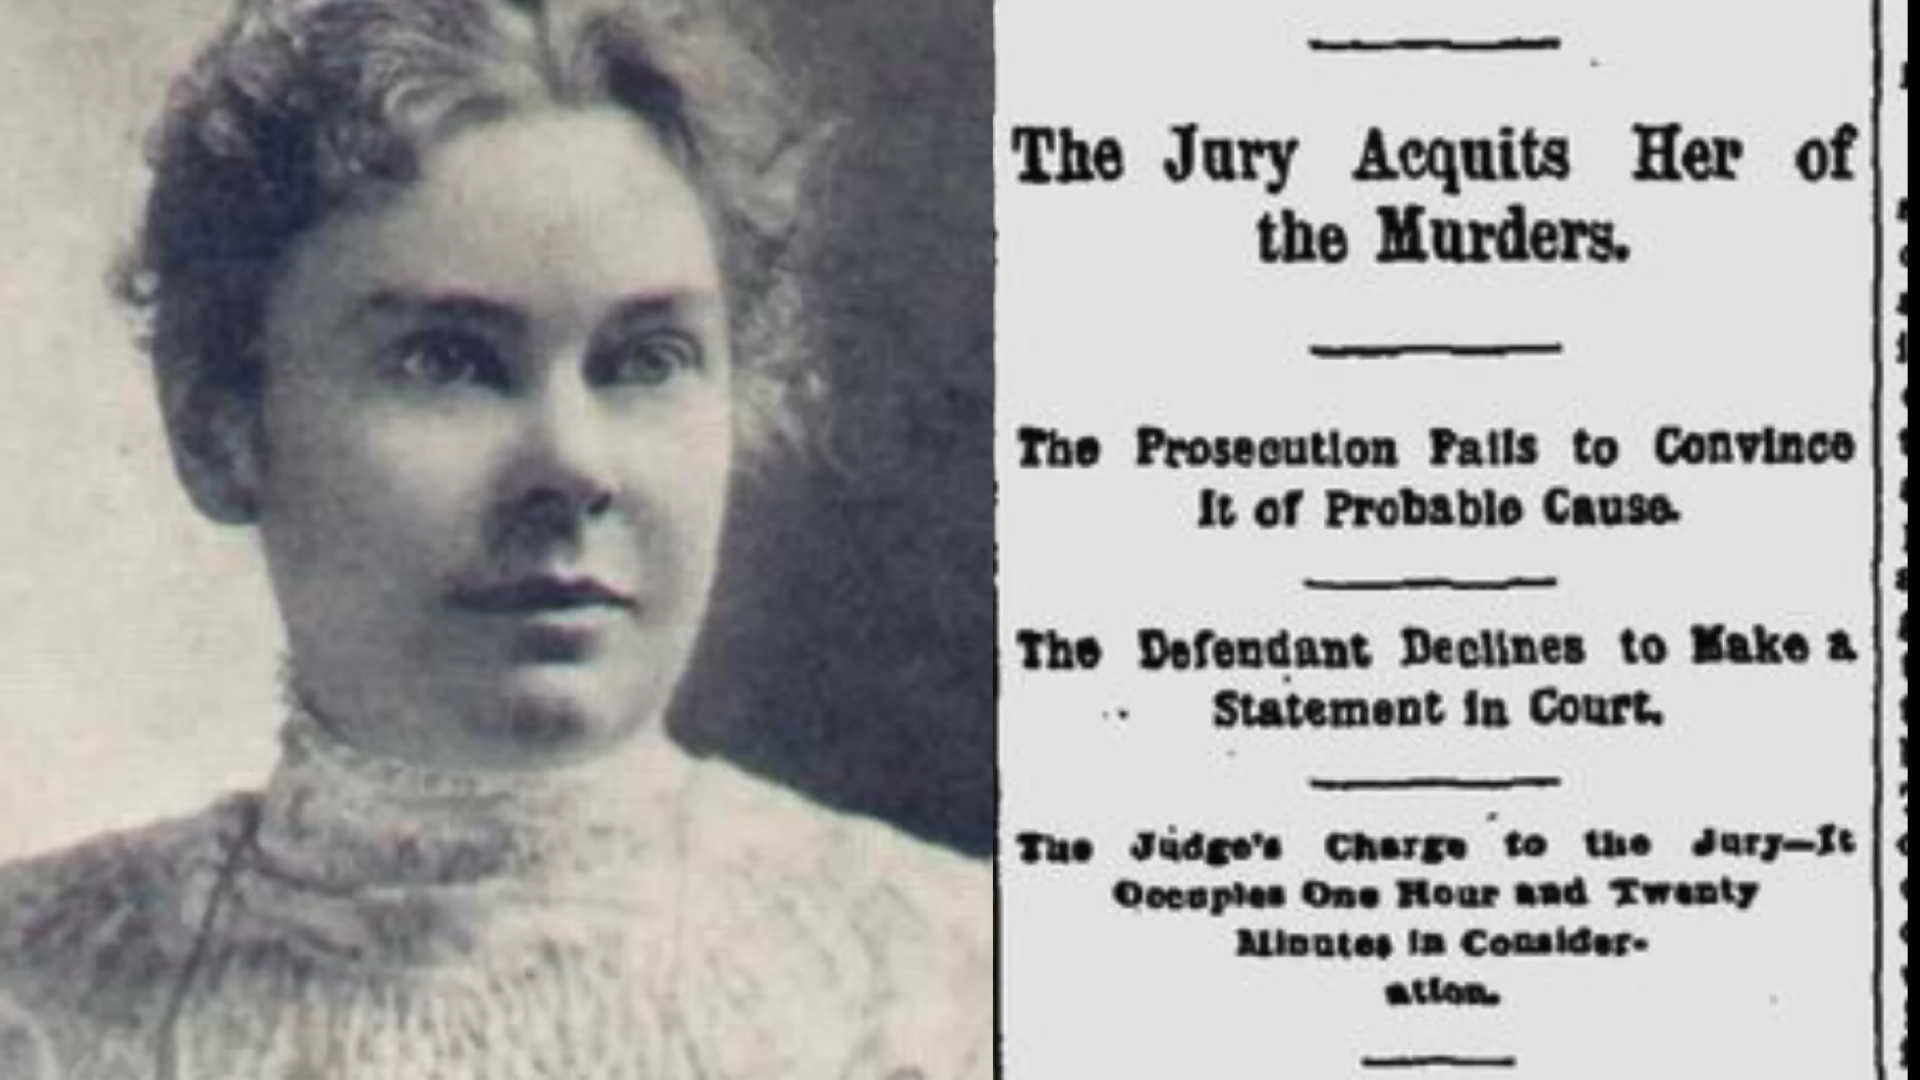 The Jury Acquits Her of
the Murders.
The Prosecution Fails to Convince
It of Probable Cause.
The Defendant Declines to Make a
Statement in Court.
The Judge's Charge to the Jury—It
Occupies One Hour and Twenty
Minutes in Consider-
ation.